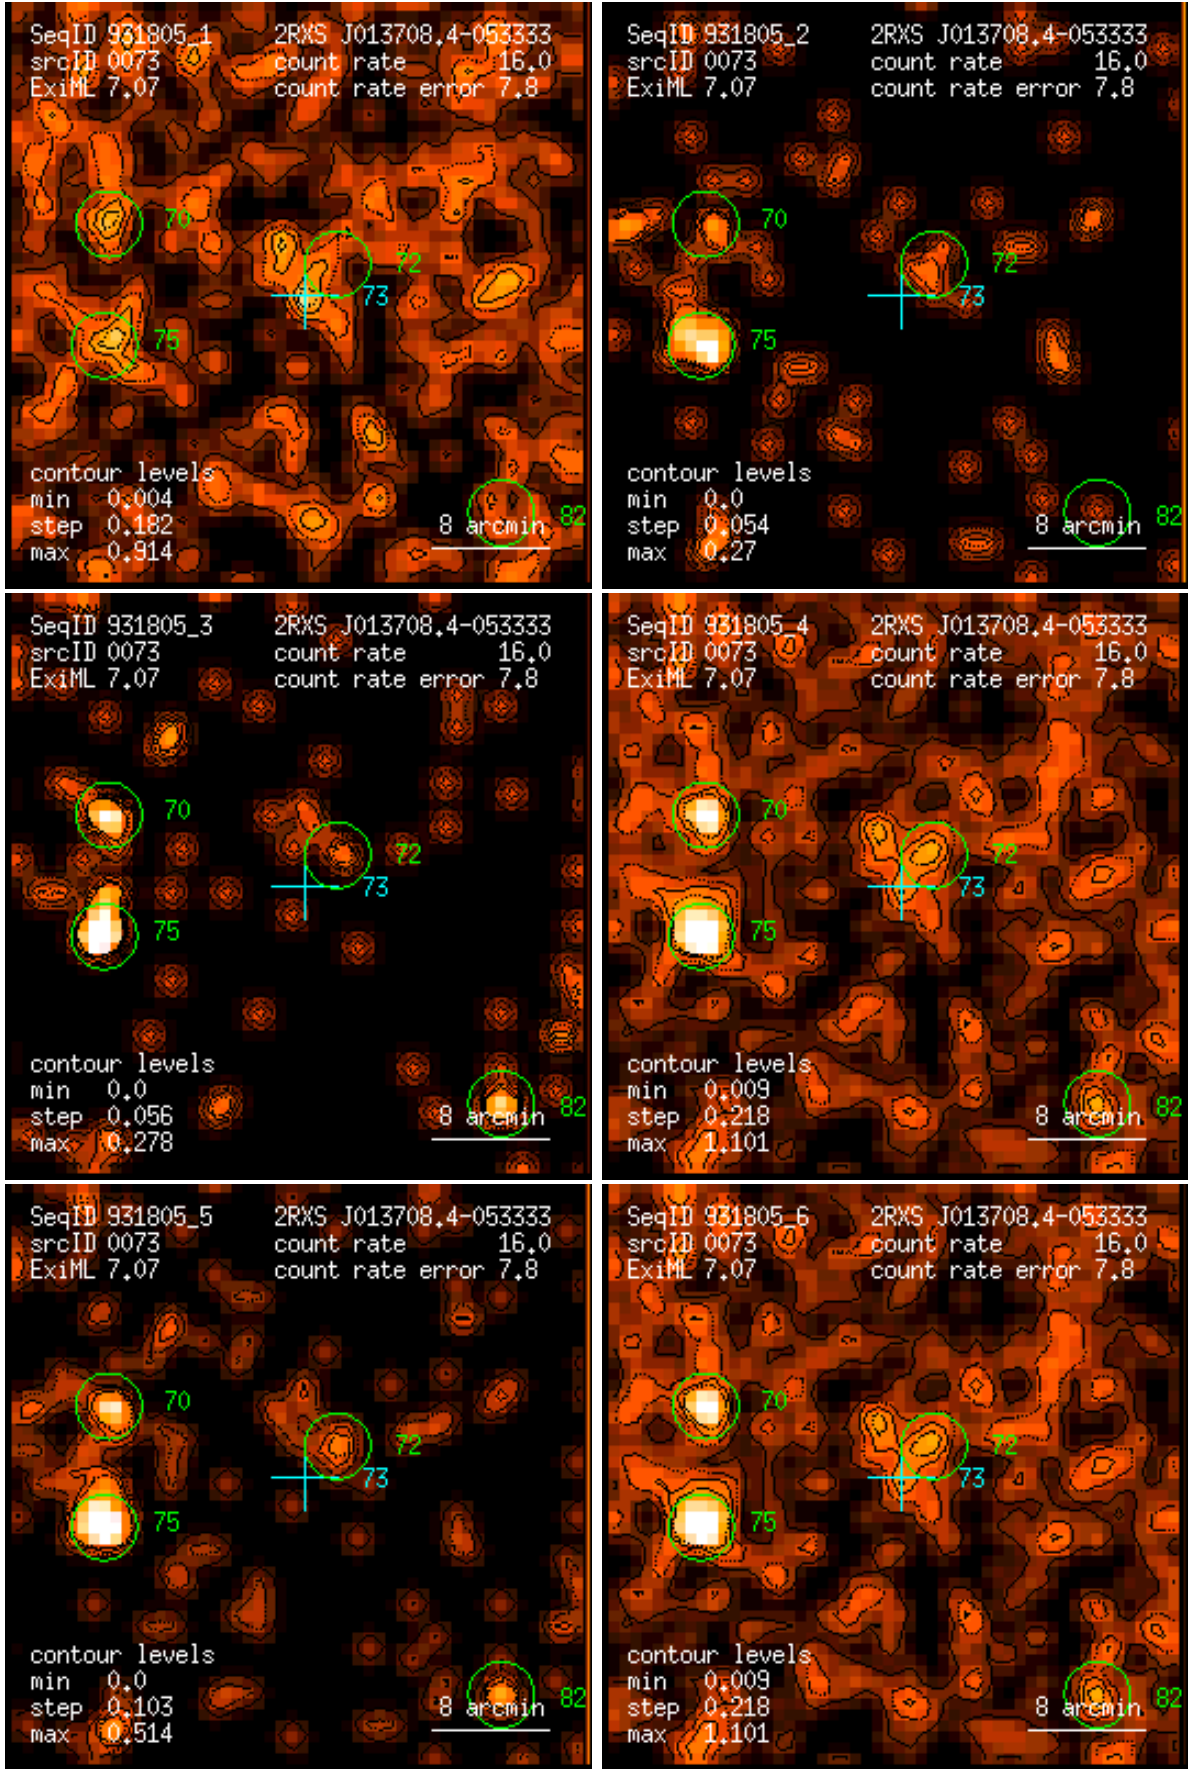 SeqID 931805_1 2RXS J013708.4-053333
srcID 0073 count rate 16.0
ExiML 7.07 count rate error 7.8
70
72
73
75
contour levels
min 0.004
step 0.182 8 arcmin 82
max 0.914
SeqID 931805_2 2RXS J013708.4-053333
srcID 0073 count rate 16.0
ExiML 7.07 count rate error 7.8
70
72
73
75
contour levels
min 0.0
step 0.054 8 arcmin 82
max 0.27
SeqID 931805_3 2RXS J013708.4-053333
srcID 0073 count rate 16.0
ExiML 7.07 count rate error 7.8
70
72
73
75
contour levels
min 0.0
step 0.056 8 arcmin 82
max 0.278
SeqID 931805_4 2RXS J013708.4-053333
srcID 0073 count rate 16.0
ExiML 7.07 count rate error 7.8
70
72
73
75
contour levels
min 0.009
step 0.218 8 arcmin 82
max 1.101
SeqID 931805_5 2RXS J013708.4-053333
srcID 0073 count rate 16.0
ExiML 7.07 count rate error 7.8
70
72
73
75
contour levels
min 0.0
step 0.103 8 arcmin 82
max 0.514
SeqID 931805_6 2RXS J013708.4-053333
srcID 0073 count rate 16.0
ExiML 7.07 count rate error 7.8
70
72
73
75
contour levels
min 0.009
step 0.218 8 arcmin 82
max 1.101